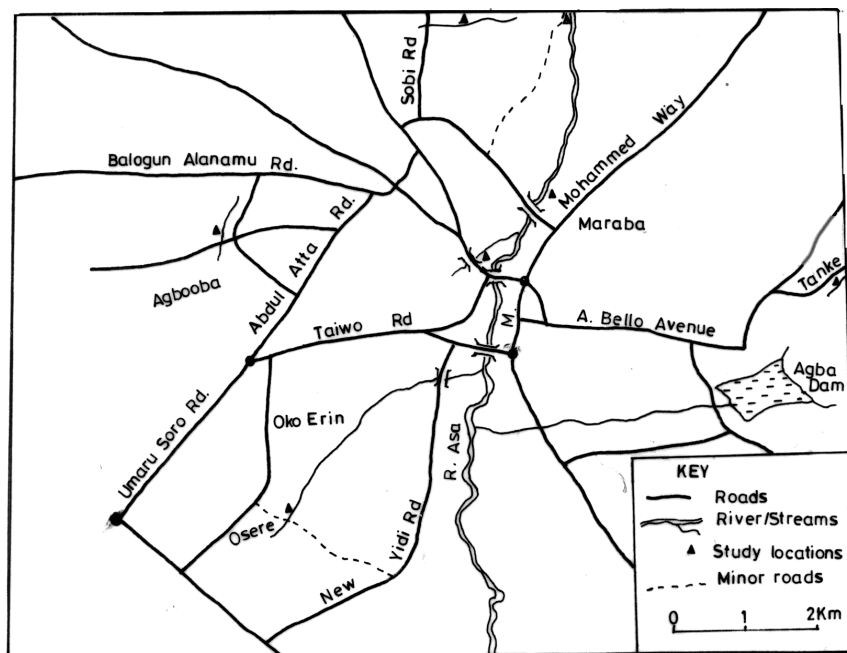 Sobi Rd
Mohammed Way
Balogun Alanamu Rd.
Maraba
Abdul Atta Rd.
Agbooba
Tanke
M.
A. Bello Avenue
Taiwo Rd
Agba
Dam
Umaru Soro Rd.
Oko Erin
R. Asa
Osere
New Yidi Rd
KEY
Roads
River/Streams
Study locations
Minor roads
0 1 2Km